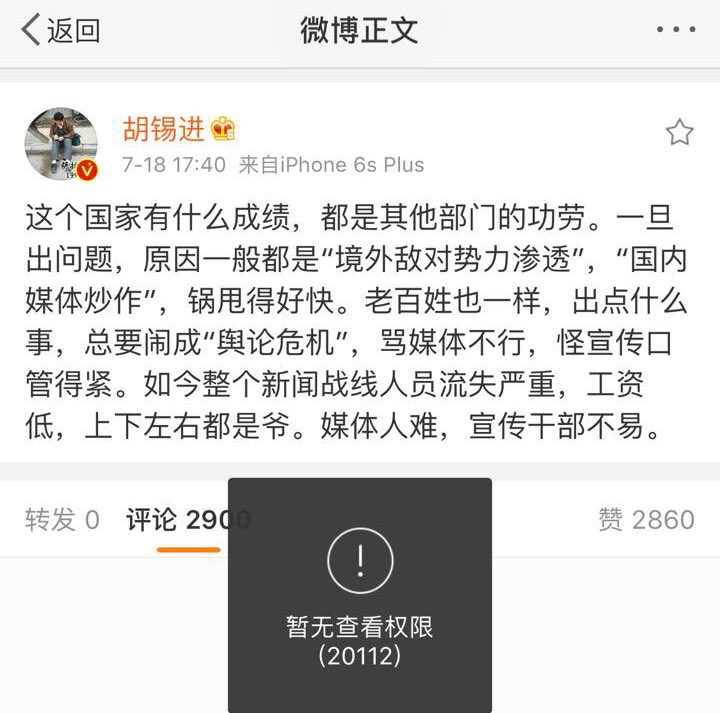 返回
微博正文
胡锡进
7-18 17:40 来自iPhone 6s Plus
这个国家有什么成绩，都是其他部门的功劳。一旦
出问题，原因一般都是“境外敌对势力渗透”，“国内
媒体炒作”，锅甩得好快。老百姓也一样，出点什么
事，总要闹成“舆论危机”，骂媒体不行，怪宣传口
管得紧。如今整个新闻战线人员流失严重，工资
低，上下左右都是爷。媒体人难，宣传干部不易。
转发 0 评论 2900 赞 2860
暂无查看权限
(20112)